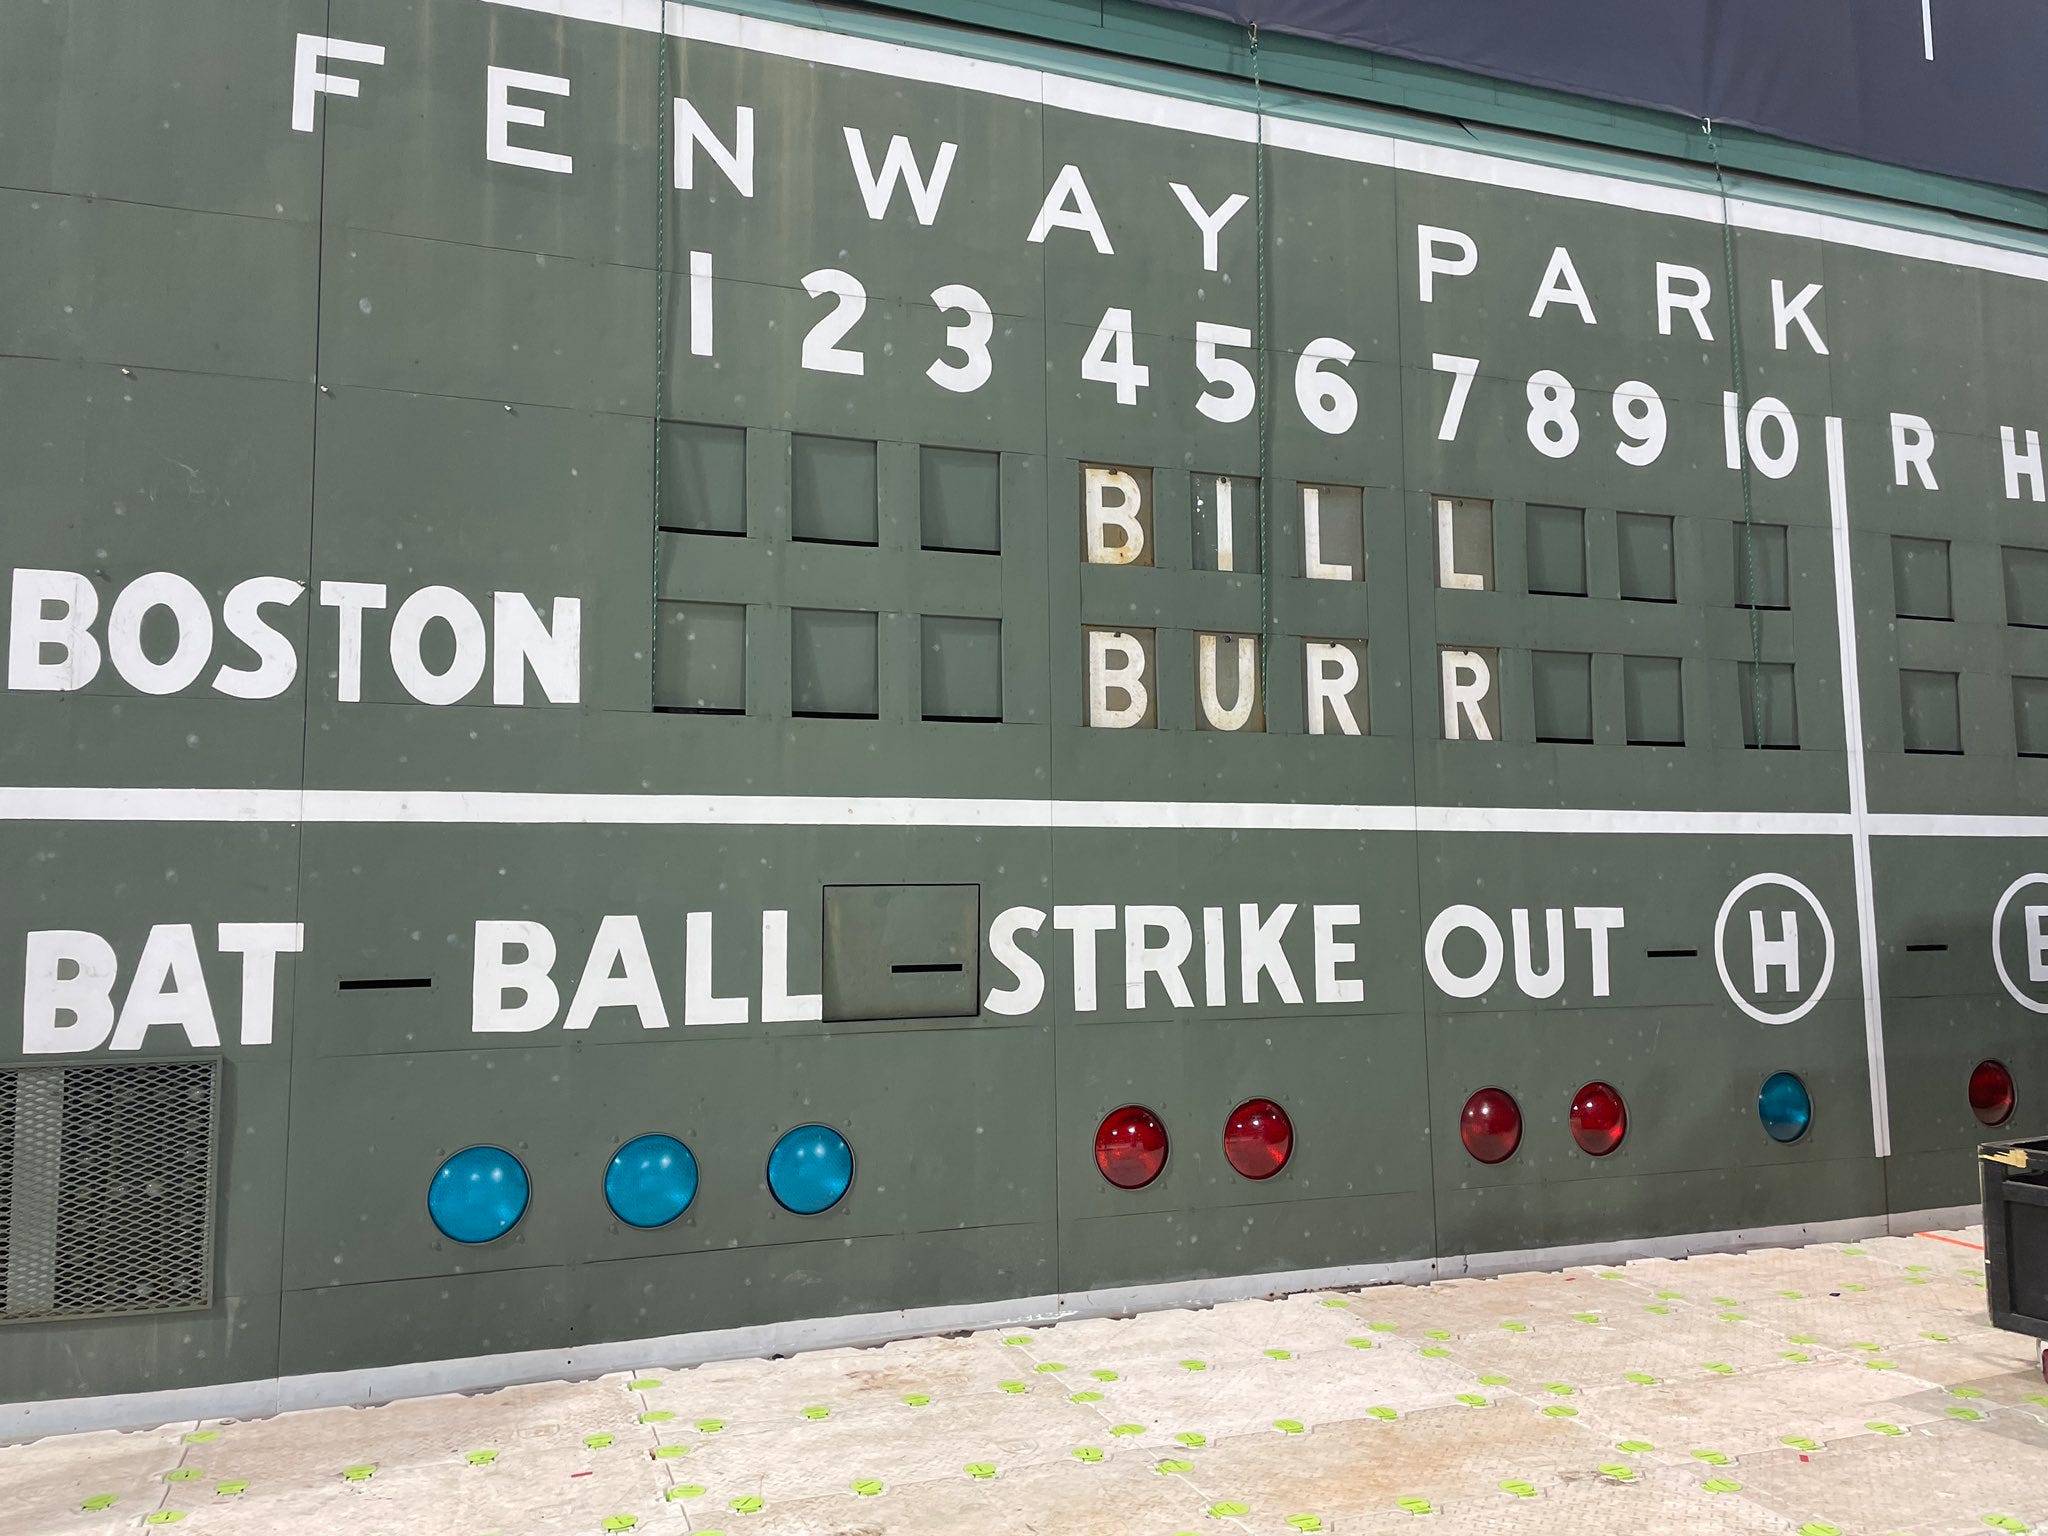 FENWAY PARK
1 2 3 4 5 6 7 8 9 10 R H
BILL
BOSTON BURR
BAT BALL STRIKE OUT H E